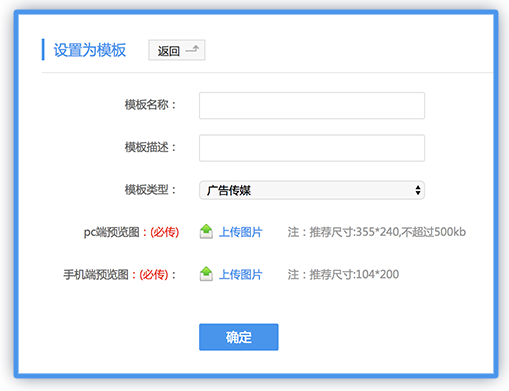 设置为模板 返回
模板名称：
模板描述：
模板类型： 广告传媒
pc端预览图：(必传) 上传图片 注：推荐尺寸:355*240,不超过500kb
手机端预览图：(必传)： 上传图片 注：推荐尺寸:104*200
确定